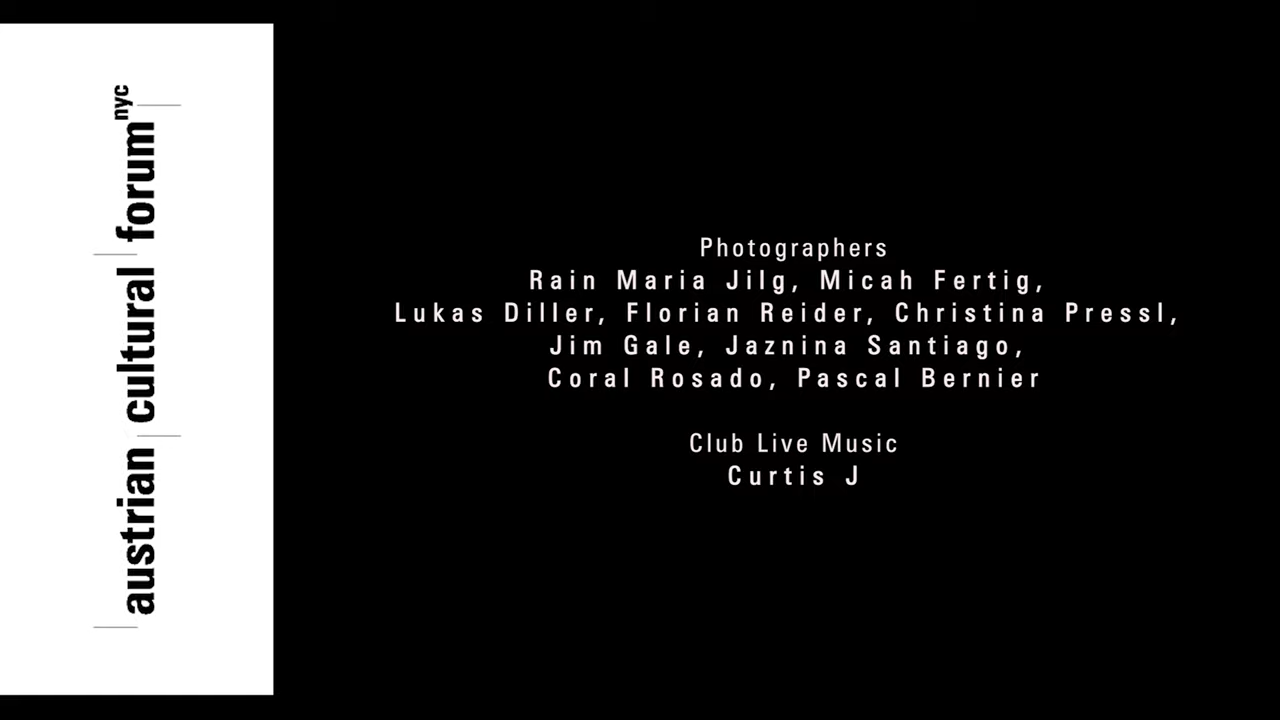 austrian cultural forum nyc
Photographers
Rain Maria Jilg, Micah Fertig,
Lukas Diller, Florian Reider, Christina Pressl,
Jim Gale, Jaznina Santiago,
Coral Rosado, Pascal Bernier
Club Live Music
Curtis J